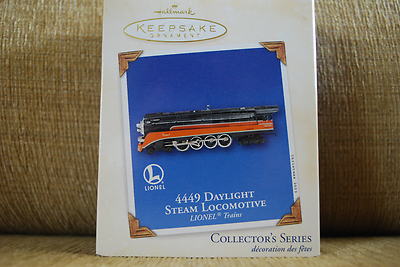 Hallmark
KEEPSAKE
ORNAMENT
L
LIONEL
4449 DAYLIGHT
STEAM LOCOMOTIVE
LIONEL® Trains
COLLECTOR'S SERIES
décoration des fêtes